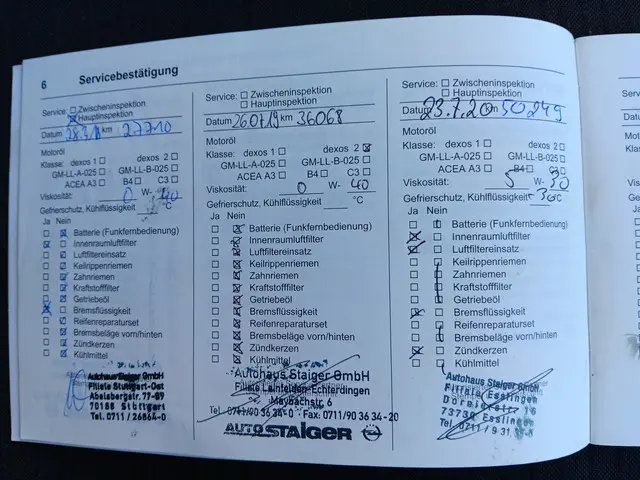 6 Servicebestätigung
Service: Zwischeninspektion
Hauptinspektion
Datum km 27710
Motoröl
Klasse: dexos 1 dexos 2
GM-LL-A-025 GM-LL-B-025
ACEA A3 B4 C3
Viskosität: 0 W- 40
Gefrierschutz, Kühlflüssigkeit °C
Ja Nein
Batterie (Funkfernbedienung)
Innenraumluftfilter
Luftfiltereinsatz
Keilrippenriemen
Zahnriemen
Kraftstofffilter
Getriebeöl
Bremsflüssigkeit
Reifenreparaturset
Bremsbeläge vorn/hinten
Zündkerzen
Kühlmittel
Autohaus Staiger GmbH
Filiale Stuttgart-Ost
70188 Stuttgart
Tel. 0711 / 26864-0
Service: Zwischeninspektion
Hauptinspektion
Datum 26.07.19 km 36068
Motoröl
Klasse: dexos 1 dexos 2
GM-LL-A-025 GM-LL-B-025
ACEA A3 B4 C3
Viskosität: 0 W- 40
Gefrierschutz, Kühlflüssigkeit °C
Ja Nein
Batterie (Funkfernbedienung)
Innenraumluftfilter
Luftfiltereinsatz
Keilrippenriemen
Zahnriemen
Kraftstofffilter
Getriebeöl
Bremsflüssigkeit
Reifenreparaturset
Bremsbeläge vorn/hinten
Zündkerzen
Kühlmittel
Autohaus Staiger GmbH
Filiale Leinfelden-Echterdingen
Maybachstr. 6
Tel. 0711/90 36 34-0 · Fax: 0711/90 36 34-20
AUTO STAIGER
Service: Zwischeninspektion
Hauptinspektion
Datum 23.7.20 km 50249
Motoröl
Klasse: dexos 1 dexos 2
GM-LL-A-025 GM-LL-B-025
ACEA A3 B4 C3
Viskosität: 5 W- 30
Gefrierschutz, Kühlflüssigkeit °C
Ja Nein
Batterie (Funkfernbedienung)
Innenraumluftfilter
Luftfiltereinsatz
Keilrippenriemen
Zahnriemen
Kraftstofffilter
Getriebeöl
Bremsflüssigkeit
Reifenreparaturset
Bremsbeläge vorn/hinten
Zündkerzen
Kühlmittel
Autohaus Staiger GmbH
Filiale Esslingen
73730 Esslingen
Tel. 0711 / 9 31